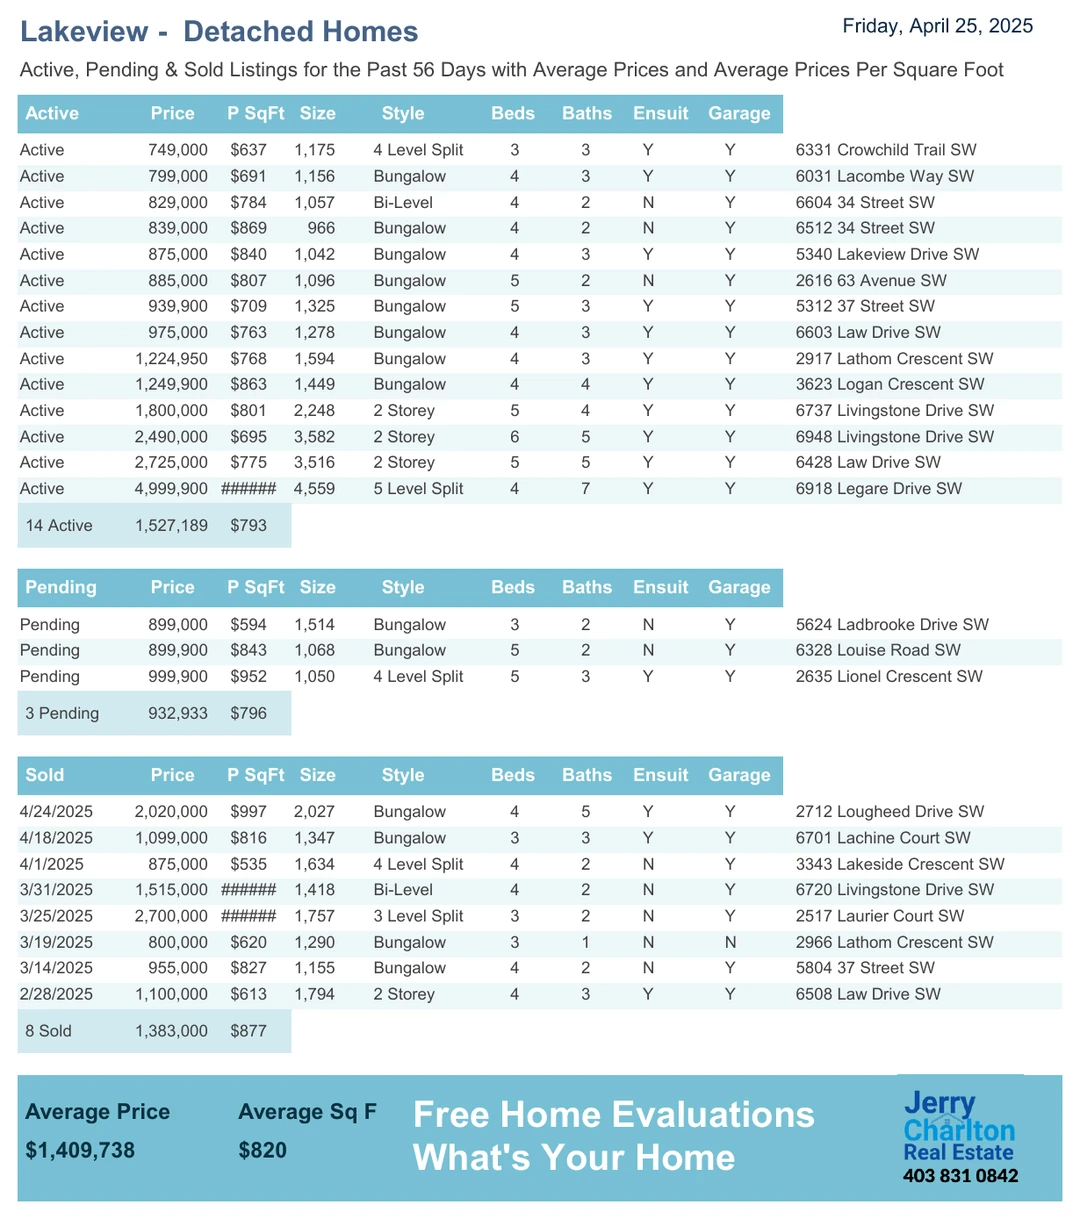 Lakeview - Detached Homes
Friday, April 25, 2025
Active, Pending & Sold Listings for the Past 56 Days with Average Prices and Average Prices Per Square Foot
Active Price P SqFt Size Style Beds Baths Ensuit Garage
Active 749,000 $637 1,175 4 Level Split 3 3 Y Y 6331 Crowchild Trail SW
Active 799,000 $691 1,156 Bungalow 4 3 Y Y 6031 Lacombe Way SW
Active 829,000 $784 1,057 Bi-Level 4 2 N Y 6604 34 Street SW
Active 839,000 $869 966 Bungalow 4 2 N Y 6512 34 Street SW
Active 875,000 $840 1,042 Bungalow 4 3 Y Y 5340 Lakeview Drive SW
Active 885,000 $807 1,096 Bungalow 5 2 N Y 2616 63 Avenue SW
Active 939,900 $709 1,325 Bungalow 5 3 Y Y 5312 37 Street SW
Active 975,000 $763 1,278 Bungalow 4 3 Y Y 6603 Law Drive SW
Active 1,224,950 $768 1,594 Bungalow 4 3 Y Y 2917 Lathom Crescent SW
Active 1,249,900 $863 1,449 Bungalow 4 4 Y Y 3623 Logan Crescent SW
Active 1,800,000 $801 2,248 2 Storey 5 4 Y Y 6737 Livingstone Drive SW
Active 2,490,000 $695 3,582 2 Storey 6 5 Y Y 6948 Livingstone Drive SW
Active 2,725,000 $775 3,516 2 Storey 5 5 Y Y 6428 Law Drive SW
Active 4,999,900 ###### 4,559 5 Level Split 4 7 Y Y 6918 Legare Drive SW
14 Active 1,527,189 $793
Pending Price P SqFt Size Style Beds Baths Ensuit Garage
Pending 899,000 $594 1,514 Bungalow 3 2 N Y 5624 Ladbrooke Drive SW
Pending 899,900 $843 1,068 Bungalow 5 2 N Y 6328 Louise Road SW
Pending 999,900 $952 1,050 4 Level Split 5 3 Y Y 2635 Lionel Crescent SW
3 Pending 932,933 $796
Sold Price P SqFt Size Style Beds Baths Ensuit Garage
4/24/2025 2,020,000 $997 2,027 Bungalow 4 5 Y Y 2712 Lougheed Drive SW
4/18/2025 1,099,000 $816 1,347 Bungalow 3 3 Y Y 6701 Lachine Court SW
4/1/2025 875,000 $535 1,634 4 Level Split 4 2 N Y 3343 Lakeside Crescent SW
3/31/2025 1,515,000 ###### 1,418 Bi-Level 4 2 N Y 6720 Livingstone Drive SW
3/25/2025 2,700,000 ###### 1,757 3 Level Split 3 2 N Y 2517 Laurier Court SW
3/19/2025 800,000 $620 1,290 Bungalow 3 1 N N 2966 Lathom Crescent SW
3/14/2025 955,000 $827 1,155 Bungalow 4 2 N Y 5804 37 Street SW
2/28/2025 1,100,000 $613 1,794 2 Storey 4 3 Y Y 6508 Law Drive SW
8 Sold 1,383,000 $877
Average Price Average Sq F
$1,409,738 $820
Free Home Evaluations
What's Your Home
Jerry
Charlton
Real Estate
403 831 0842